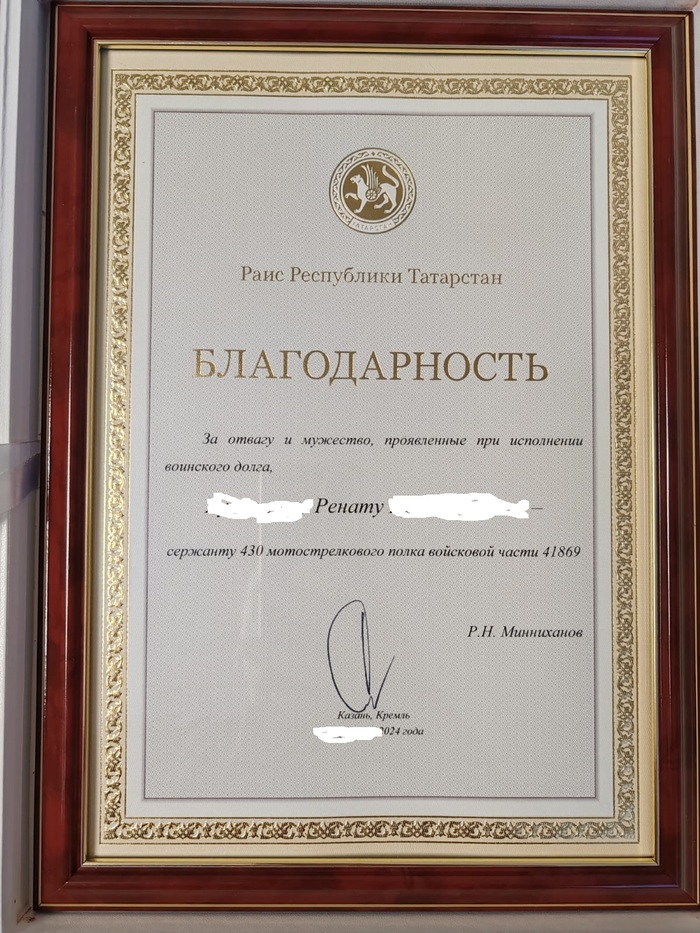 ТАТАРСТАН
Раис Республики Татарстан
БЛАГОДАРНОСТЬ
За отвагу и мужество, проявленные при исполнении
воинского долга,
Ренату –
сержанту 430 мотострелкового полка войсковой части 41869
Р.Н. Минниханов
Казань, Кремль
2024 года